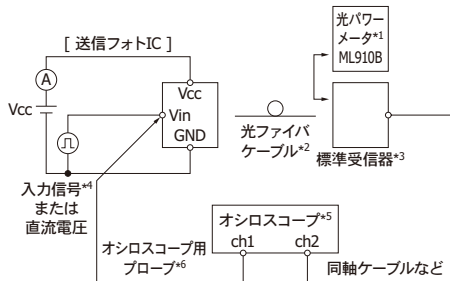 [ 送信フォトIC ]
光パワー
メータ*1
ML910B
A
Vcc
Vcc
Vin
GND
光ファイバ
ケーブル*2
標準受信器*3
入力信号*4
または
直流電圧
オシロスコープ用
プローブ*6
オシロスコープ*5
ch1
ch2
同軸ケーブルなど